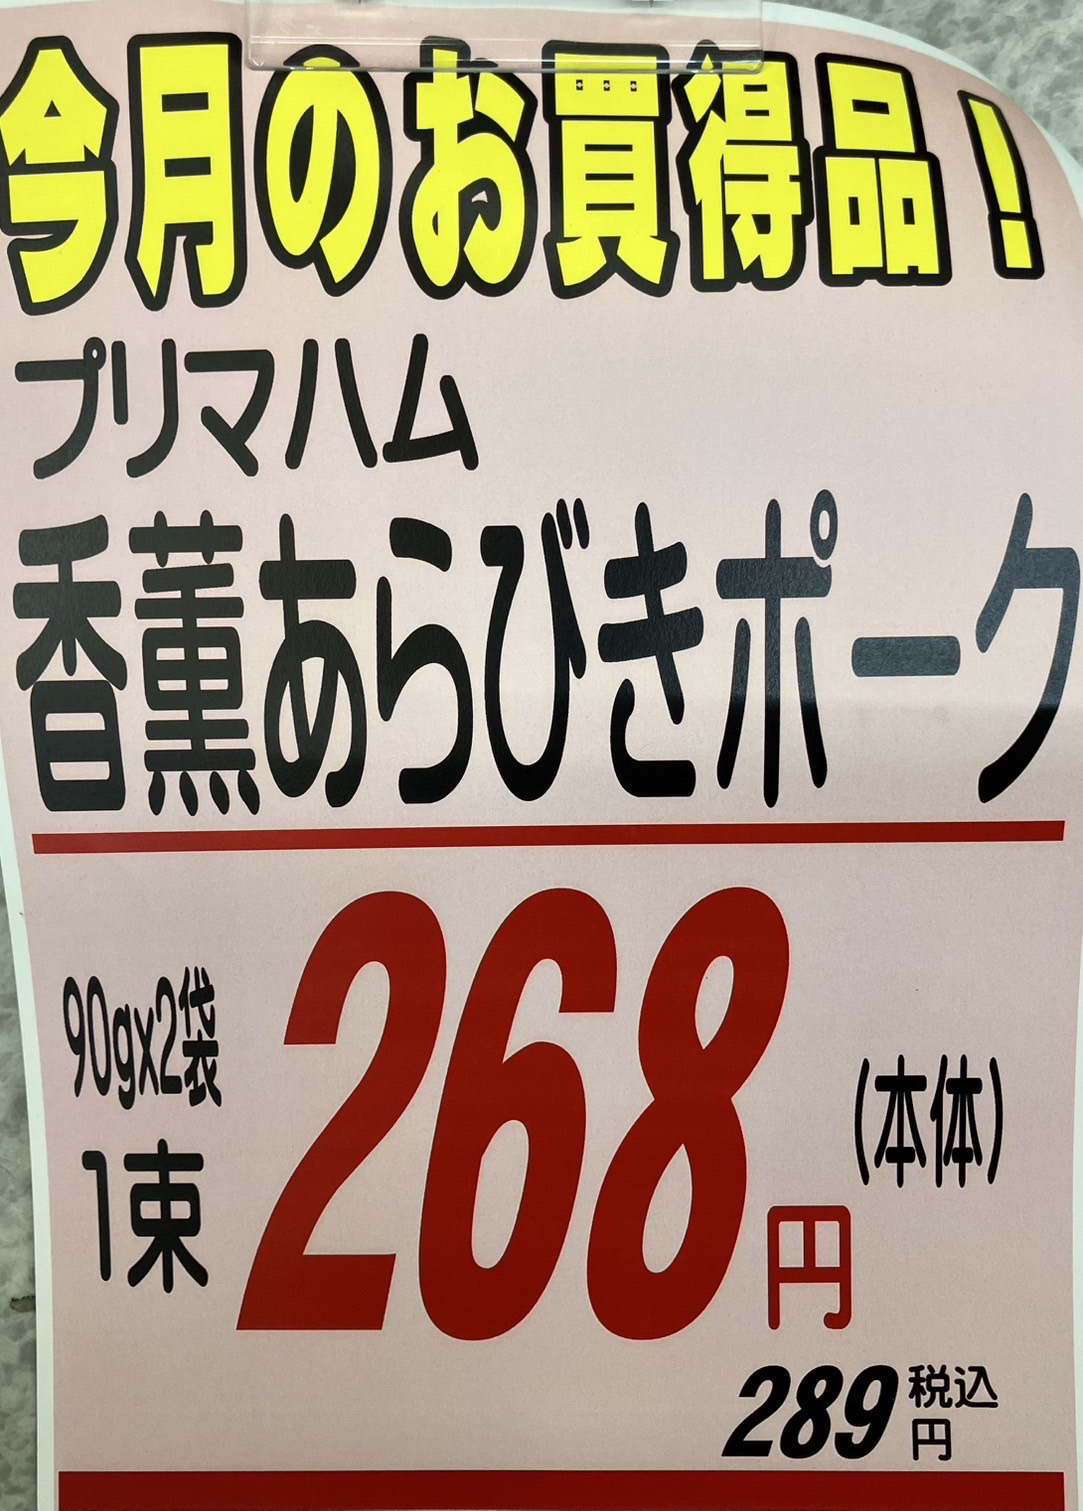 今月のお買得品！
プリマハム
香薫あらびきポーク
90gx2袋
1束
268円
(本体)
289円 税込